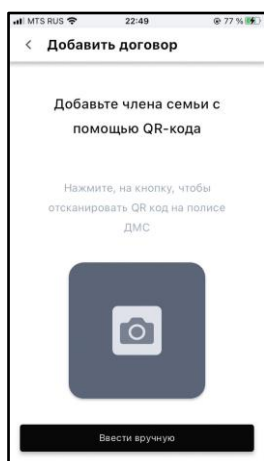 MTS RUS 22:49 77 %
Добавить договор
Добавьте члена семьи с
помощью QR-кода
Нажмите, на кнопку, чтобы
отсканировать QR код на полисе
ДМС
Ввести вручную